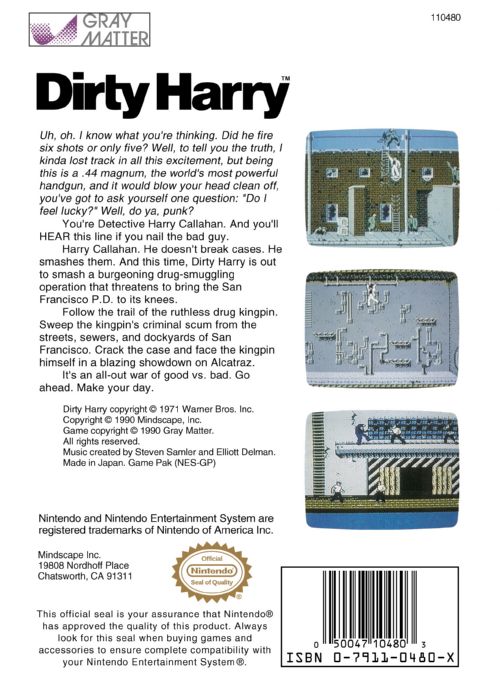 GRAY
MATTER
110480
Dirty Harry™
Uh, oh. I know what you're thinking. Did he fire
six shots or only five? Well, to tell you the truth, I
kinda lost track in all this excitement, but being
this is a .44 magnum, the world's most powerful
handgun, and it would blow your head clean off,
you've got to ask yourself one question: "Do I
feel lucky?" Well, do ya, punk?
You're Detective Harry Callahan. And you'll
HEAR this line if you nail the bad guy.
Harry Callahan. He doesn't break cases. He
smashes them. And this time, Dirty Harry is out
to smash a burgeoning drug-smuggling
operation that threatens to bring the San
Francisco P.D. to its knees.
Follow the trail of the ruthless drug kingpin.
Sweep the kingpin's criminal scum from the
streets, sewers, and dockyards of San
Francisco. Crack the case and face the kingpin
himself in a blazing showdown on Alcatraz.
It's an all-out war of good vs. bad. Go
ahead. Make your day.
Dirty Harry copyright © 1971 Warner Bros. Inc.
Copyright © 1990 Mindscape, Inc.
Game copyright © 1990 Gray Matter.
All rights reserved.
Music created by Steven Samler and Elliott Delman.
Made in Japan. Game Pak (NES-GP)
Nintendo and Nintendo Entertainment System are
registered trademarks of Nintendo of America Inc.
Mindscape Inc.
19808 Nordhoff Place
Chatsworth, CA 91311
Official
Nintendo
Seal of Quality
®
This official seal is your assurance that Nintendo®
has approved the quality of this product. Always
look for this seal when buying games and
accessories to ensure complete compatibility with
your Nintendo Entertainment System®.
0 50047 10480 3
ISBN 0-7911-0480-X